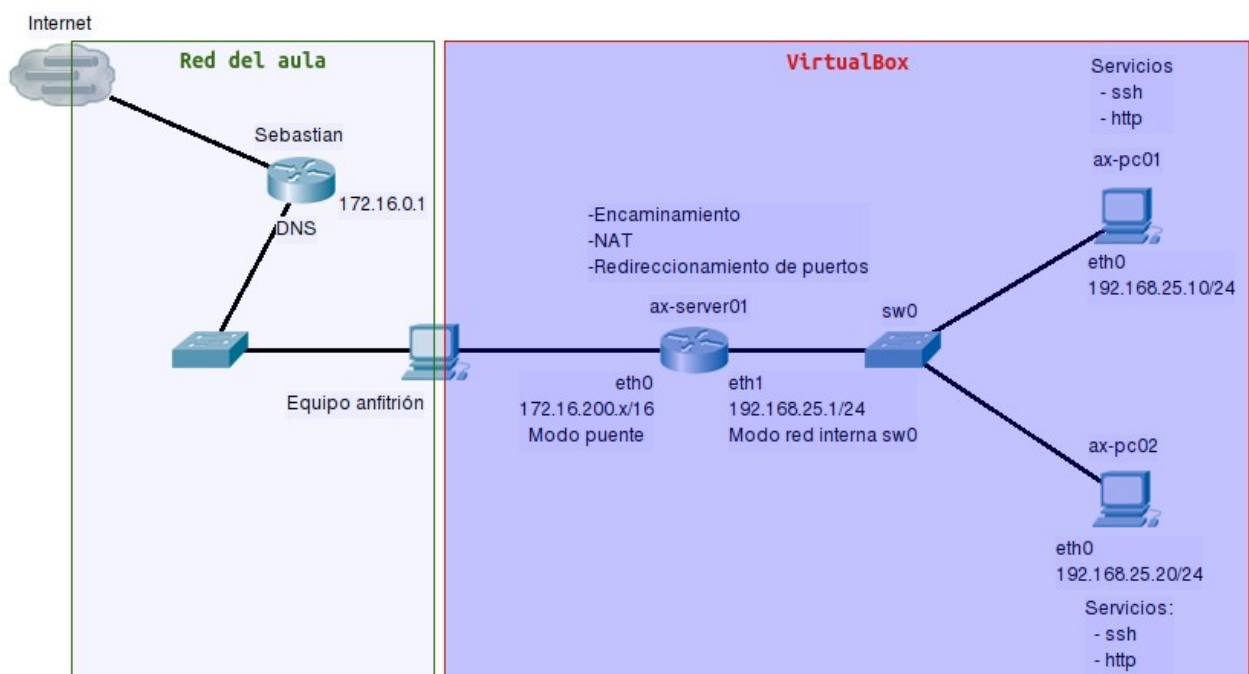 Internet
Red del aula
Sebastian
172.16.0.1
DNS
Equipo anfitrión
VirtualBox
-Encaminamiento
-NAT
-Redireccionamiento de puertos
ax-server01
eth0
172.16.200.x/16
Modo puente
eth1
192.168.25.1/24
Modo red interna sw0
sw0
Servicios
- ssh
- http
ax-pc01
eth0
192.168.25.10/24
ax-pc02
eth0
192.168.25.20/24
Servicios:
- ssh
- http